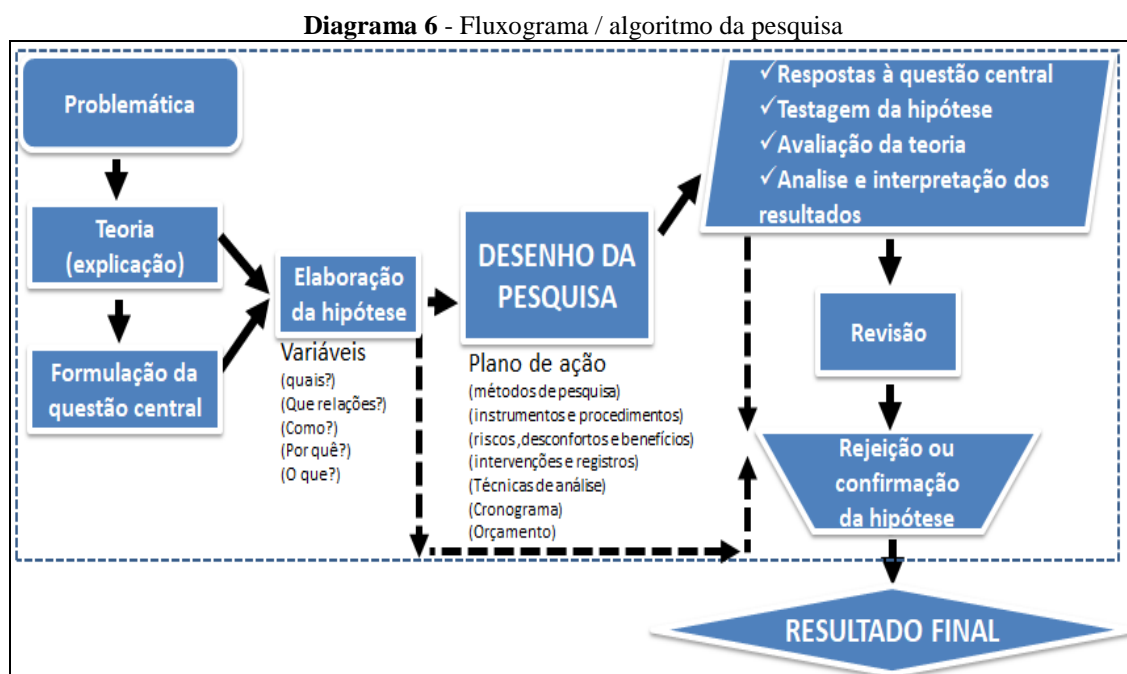 Diagrama 6 - Fluxograma / algoritmo da pesquisa
Problemática
Teoria
(explicação)
Formulação da
questão central
Elaboração
da hipótese
Variáveis
(quais?)
(Que relações?)
(Como?)
(Por quê?)
(O que?)
DESENHO DA
PESQUISA
Plano de ação
(métodos de pesquisa)
(instrumentos e procedimentos)
(riscos,desconfortos e benefícios)
(intervenções e registros)
(Técnicas de análise)
(Cronograma)
(Orçamento)
✓Respostas à questão central
✓Testagem da hipótese
✓Avaliação da teoria
✓Analise e interpretação dos
resultados
Revisão
Rejeição ou
confirmação
da hipótese
RESULTADO FINAL